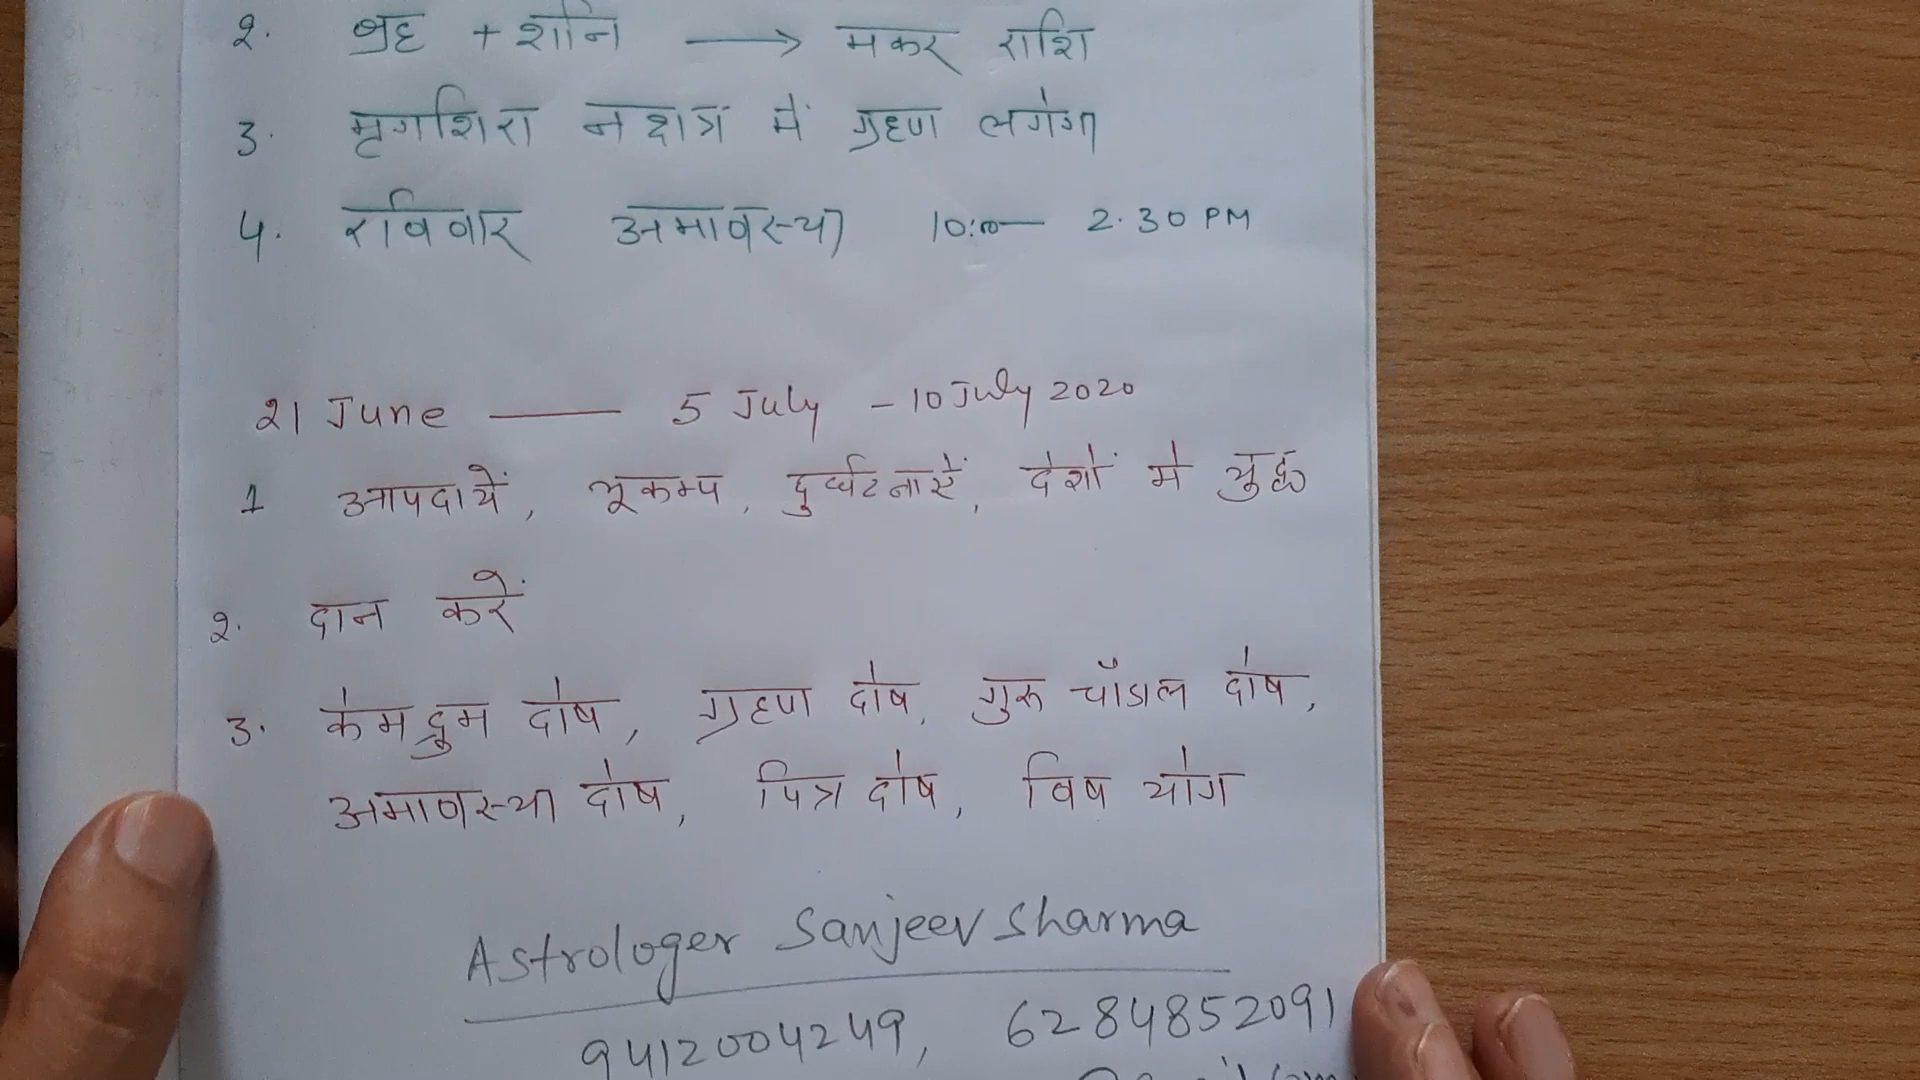 2. ग्रह + शनि → मकर राशि
3. मृगशिरा नक्षत्र में ग्रहण लगेगा
4. रविवार अमावस्या 10:00 — 2.30 PM
21 June — 5 July - 10 July 2020
1 आपदायें, भूकम्प, दुर्घटनाऐं, देशों मे युद्ध
2. दान करें
3. केमद्रुम दोष, ग्रहण दोष, गुरू चाँडाल दोष,
अमावस्या दोष, पित्र दोष, विष योग
Astrologer Sanjeev Sharma
9412004249, 6284852091